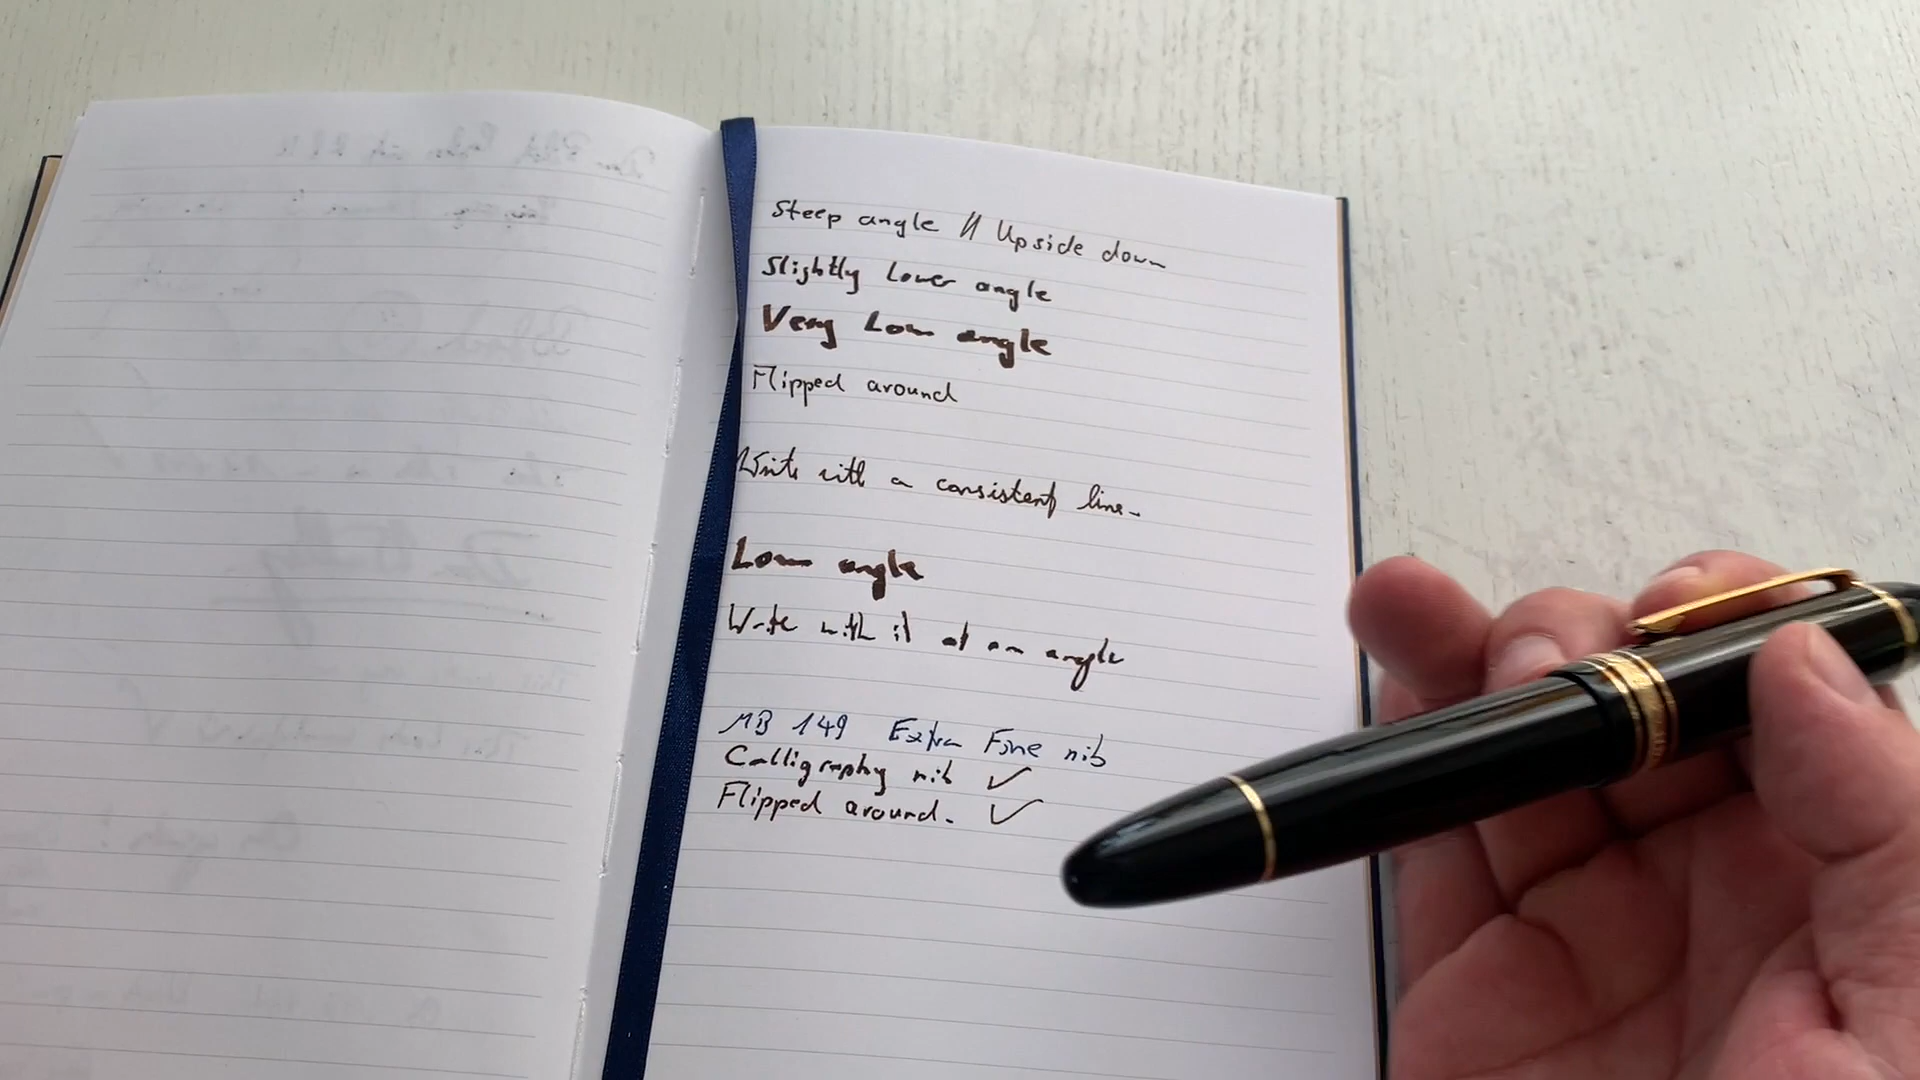 Steep angle // Upside down
Slightly Lower angle
Very Low angle
Flipped around
Write with a consistent line.
Low angle
Write with it at an angle
MB 149 Extra Fine nib
Calligraphy nib ✓
Flipped around. ✓